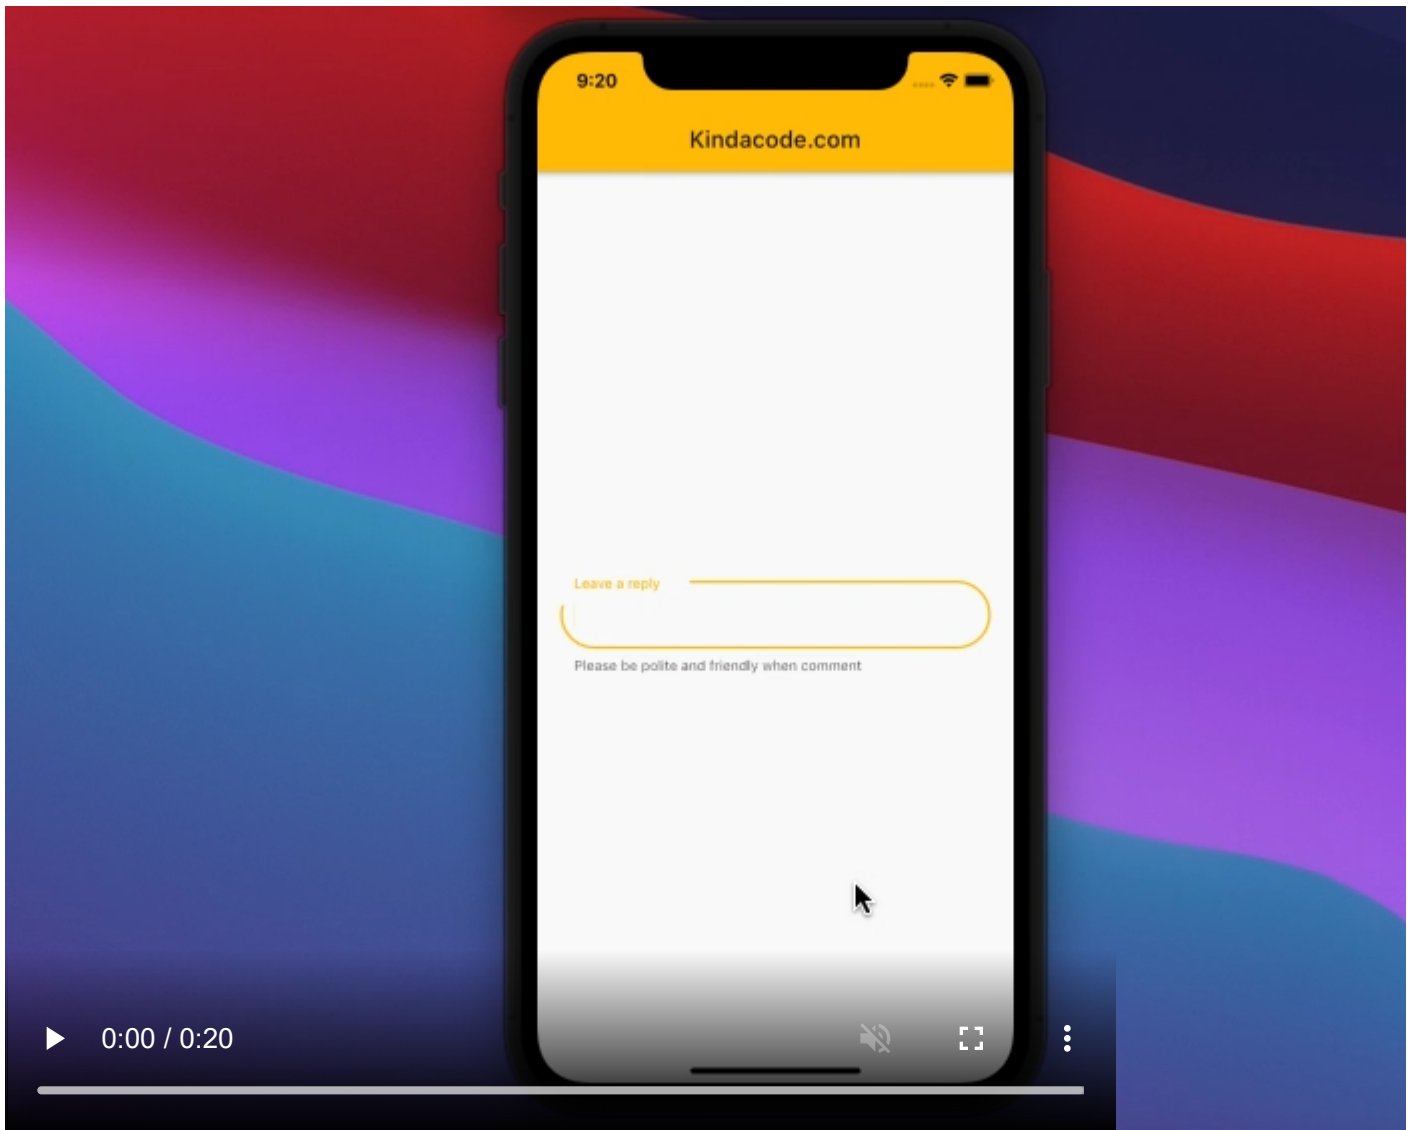 9:20
Kindacode.com
Leave a reply
Please be polite and friendly when comment
0:00 / 0:20